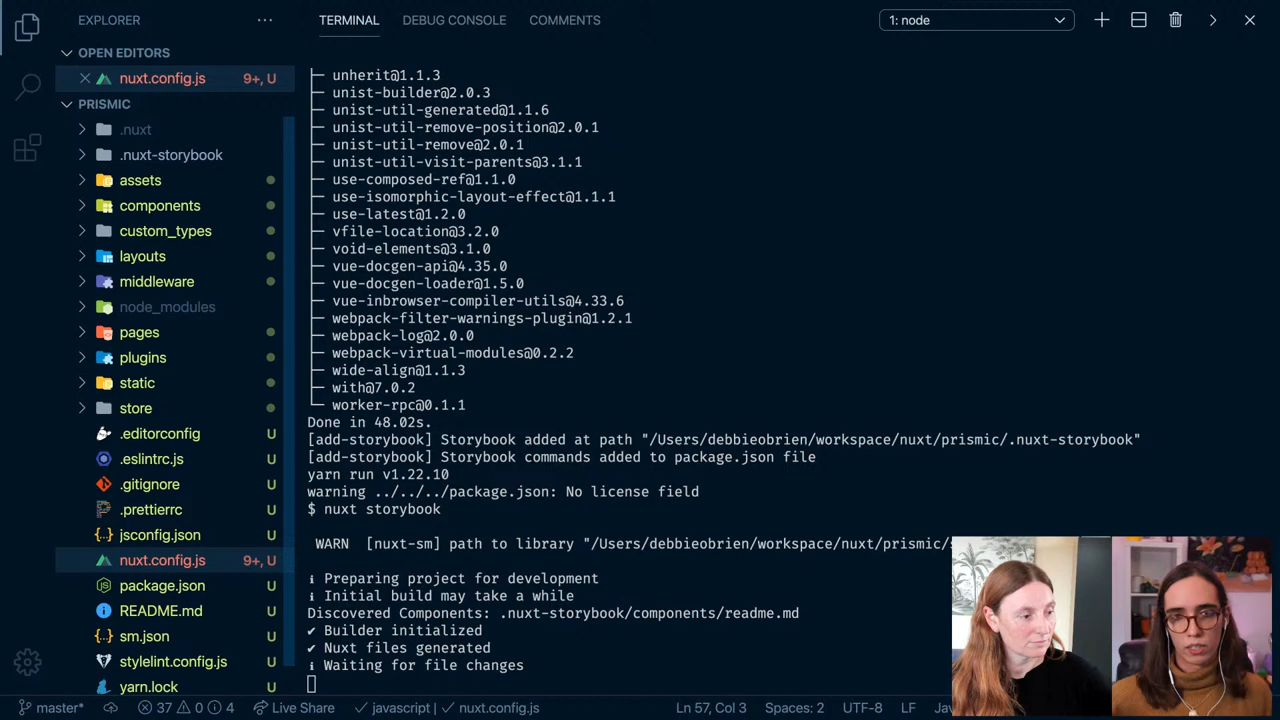 EXPLORER
OPEN EDITORS
nuxt.config.js 9+, U
PRISMIC
.nuxt
.nuxt-storybook
assets
components
custom_types
layouts
middleware
node_modules
pages
plugins
static
store
.editorconfig U
.eslintrc.js U
.gitignore U
.prettierrc U
jsconfig.json U
nuxt.config.js 9+, U
package.json U
README.md U
sm.json U
stylelint.config.js U
yarn.lock U
TERMINAL DEBUG CONSOLE COMMENTS 1: node
unherit@1.1.3
unist-builder@2.0.3
unist-util-generated@1.1.6
unist-util-remove-position@2.0.1
unist-util-remove@2.0.1
unist-util-visit-parents@3.1.1
use-composed-ref@1.1.0
use-isomorphic-layout-effect@1.1.1
use-latest@1.2.0
vfile-location@3.2.0
void-elements@3.1.0
vue-docgen-api@4.35.0
vue-docgen-loader@1.5.0
vue-inbrowser-compiler-utils@4.33.6
webpack-filter-warnings-plugin@1.2.1
webpack-log@2.0.0
webpack-virtual-modules@0.2.2
wide-align@1.1.3
with@7.0.2
worker-rpc@0.1.1
Done in 48.02s.
[add-storybook] Storybook added at path "/Users/debbieobrien/workspace/nuxt/prismic/.nuxt-storybook"
[add-storybook] Storybook commands added to package.json file
yarn run v1.22.10
warning ../../../package.json: No license field
$ nuxt storybook
WARN [nuxt-sm] path to library "/Users/debbieobrien/workspace/nuxt/prismic/
ℹ Preparing project for development
ℹ Initial build may take a while
Discovered Components: .nuxt-storybook/components/readme.md
✔ Builder initialized
✔ Nuxt files generated
ℹ Waiting for file changes
master* 37 0 4 Live Share javascript | nuxt.config.js Ln 57, Col 3 Spaces: 2 UTF-8 LF